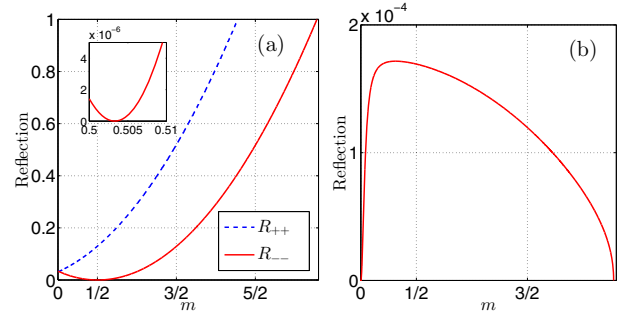 × 10⁻⁶
4
2
0
0.5 0.505 0.51
(a)
Reflection
1
0.8
0.6
0.4
0.2
0
R₊₊
R₋₋
0 1/2 3/2 5/2
m
2 x 10⁻⁴
(b)
Reflection
1
0
0 1/2 3/2
m